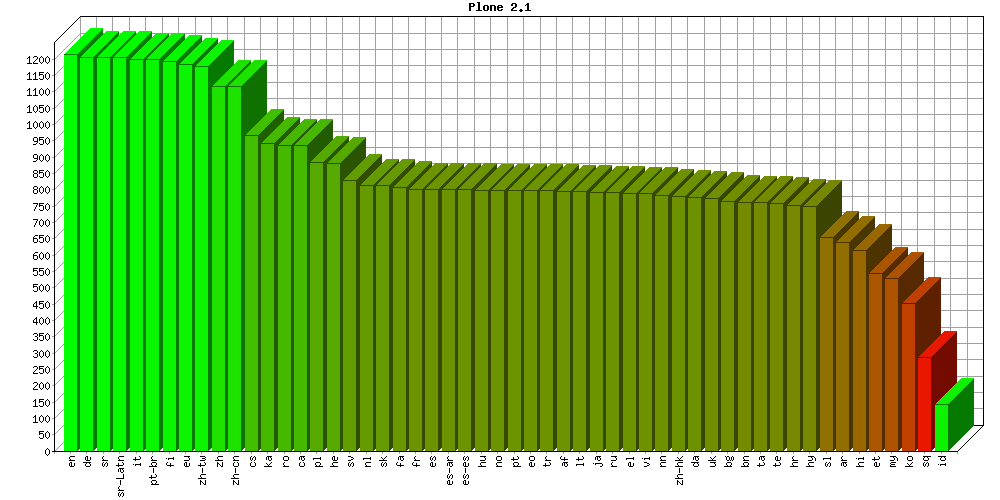 Plone 2.1
1200
1150
1100
1050
1000
950
900
850
800
750
700
650
600
550
500
450
400
350
300
250
200
150
100
50
0
en
de
sr
sr-Latn
it
pt-br
fi
eu
zh-tw
zh
zh-cn
cs
ka
ro
ca
pl
he
sv
nl
sk
fa
fr
es
es-ar
es-es
hu
no
pt
eo
tr
af
lt
ja
ru
el
vi
nn
zh-hk
da
uk
bg
bn
ta
te
hr
hy
sl
ar
hi
et
my
ko
sq
id